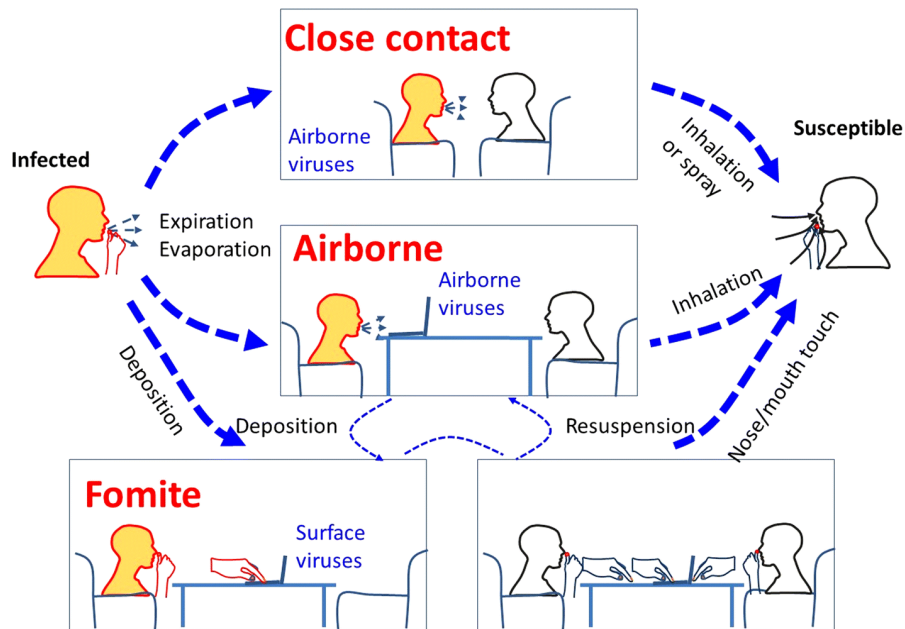 Close contact
Airborne
viruses
Inhalation
or spray
Susceptible
Infected
Expiration
Evaporation
Airborne
Airborne
viruses
Inhalation
Deposition
Deposition
Resuspension
Nose/mouth touch
Fomite
Surface
viruses